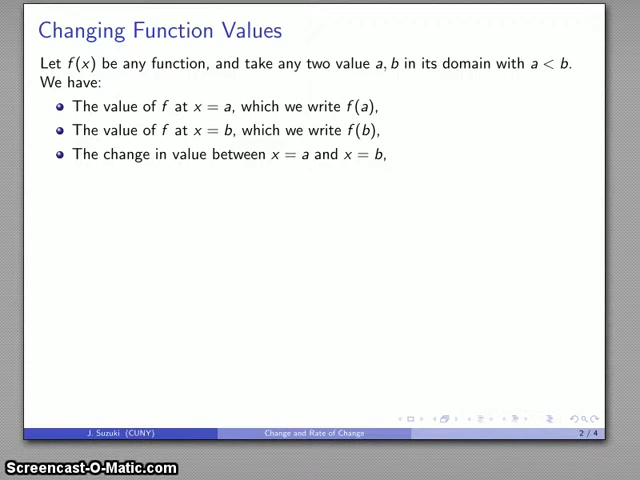 Changing Function Values
Let f(x) be any function, and take any two value a, b in its domain with a < b.
We have:
The value of f at x = a, which we write f(a),
The value of f at x = b, which we write f(b),
The change in value between x = a and x = b,
J. Suzuki (CUNY)
Change and Rate of Change
2 / 4
Screencast-O-Matic.com